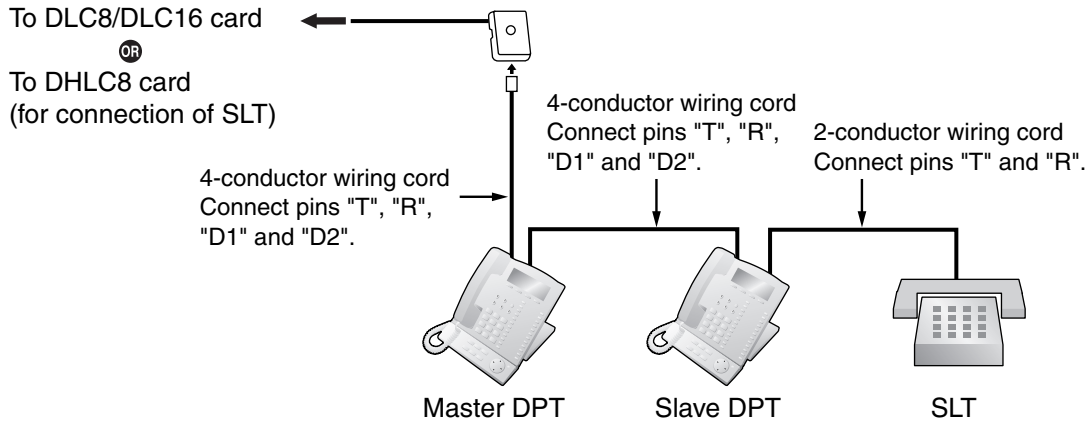 To DLC8/DLC16 card
OR
To DHLC8 card
(for connection of SLT)
4-conductor wiring cord
Connect pins "T", "R",
"D1" and "D2".
4-conductor wiring cord
Connect pins "T", "R",
"D1" and "D2".
2-conductor wiring cord
Connect pins "T" and "R".
Master DPT
Slave DPT
SLT